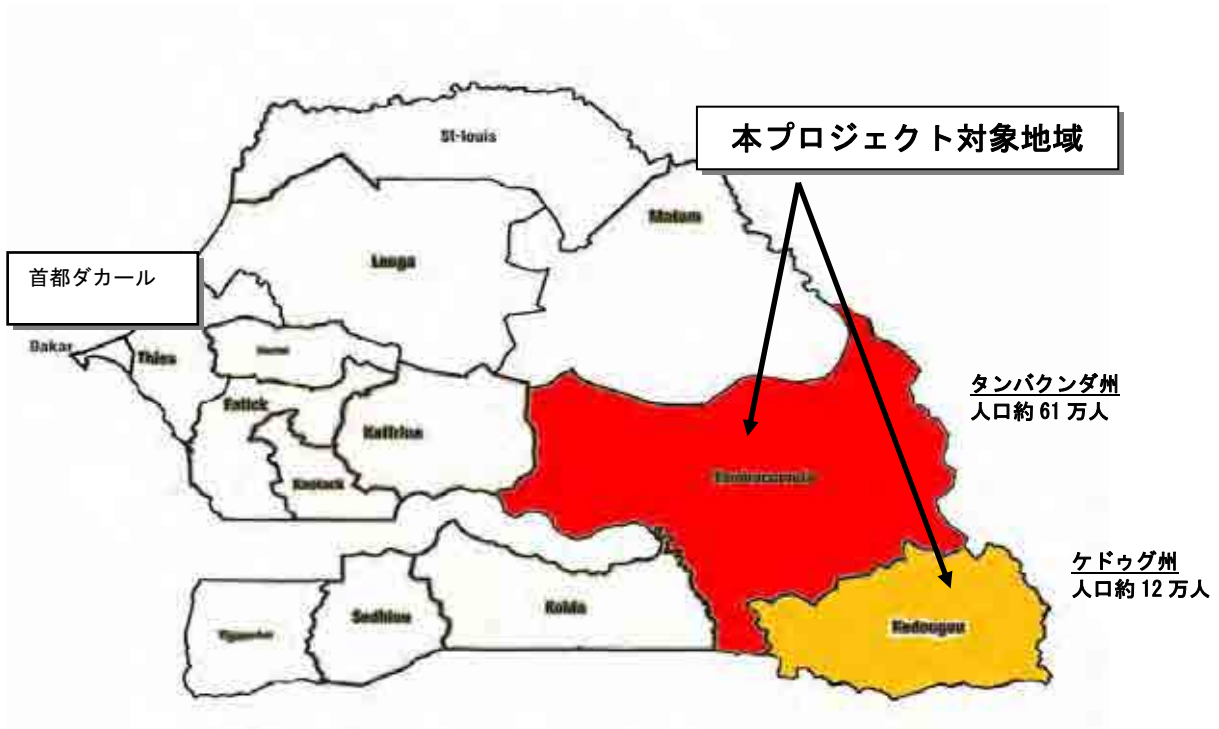 St-louis
本プロジェクト対象地域
Matam
Louga
首都ダカール
Dakar
Thies
タンバクンダ州
人口約 61 万人
Fatick
Kaffrine
Kaolack
ケドゥグ州
人口約 12 万人
Kolda
Sedhiou
Kedougou